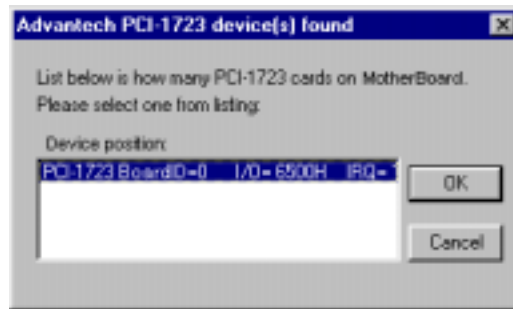 Advantech PCI-1723 device(s) found
List below is how many PCI-1723 cards on MotherBoard.
Please select one from listing:
Device position:
PCI-1723 BoardID=0 I/O= 6500H IRQ=
OK
Cancel